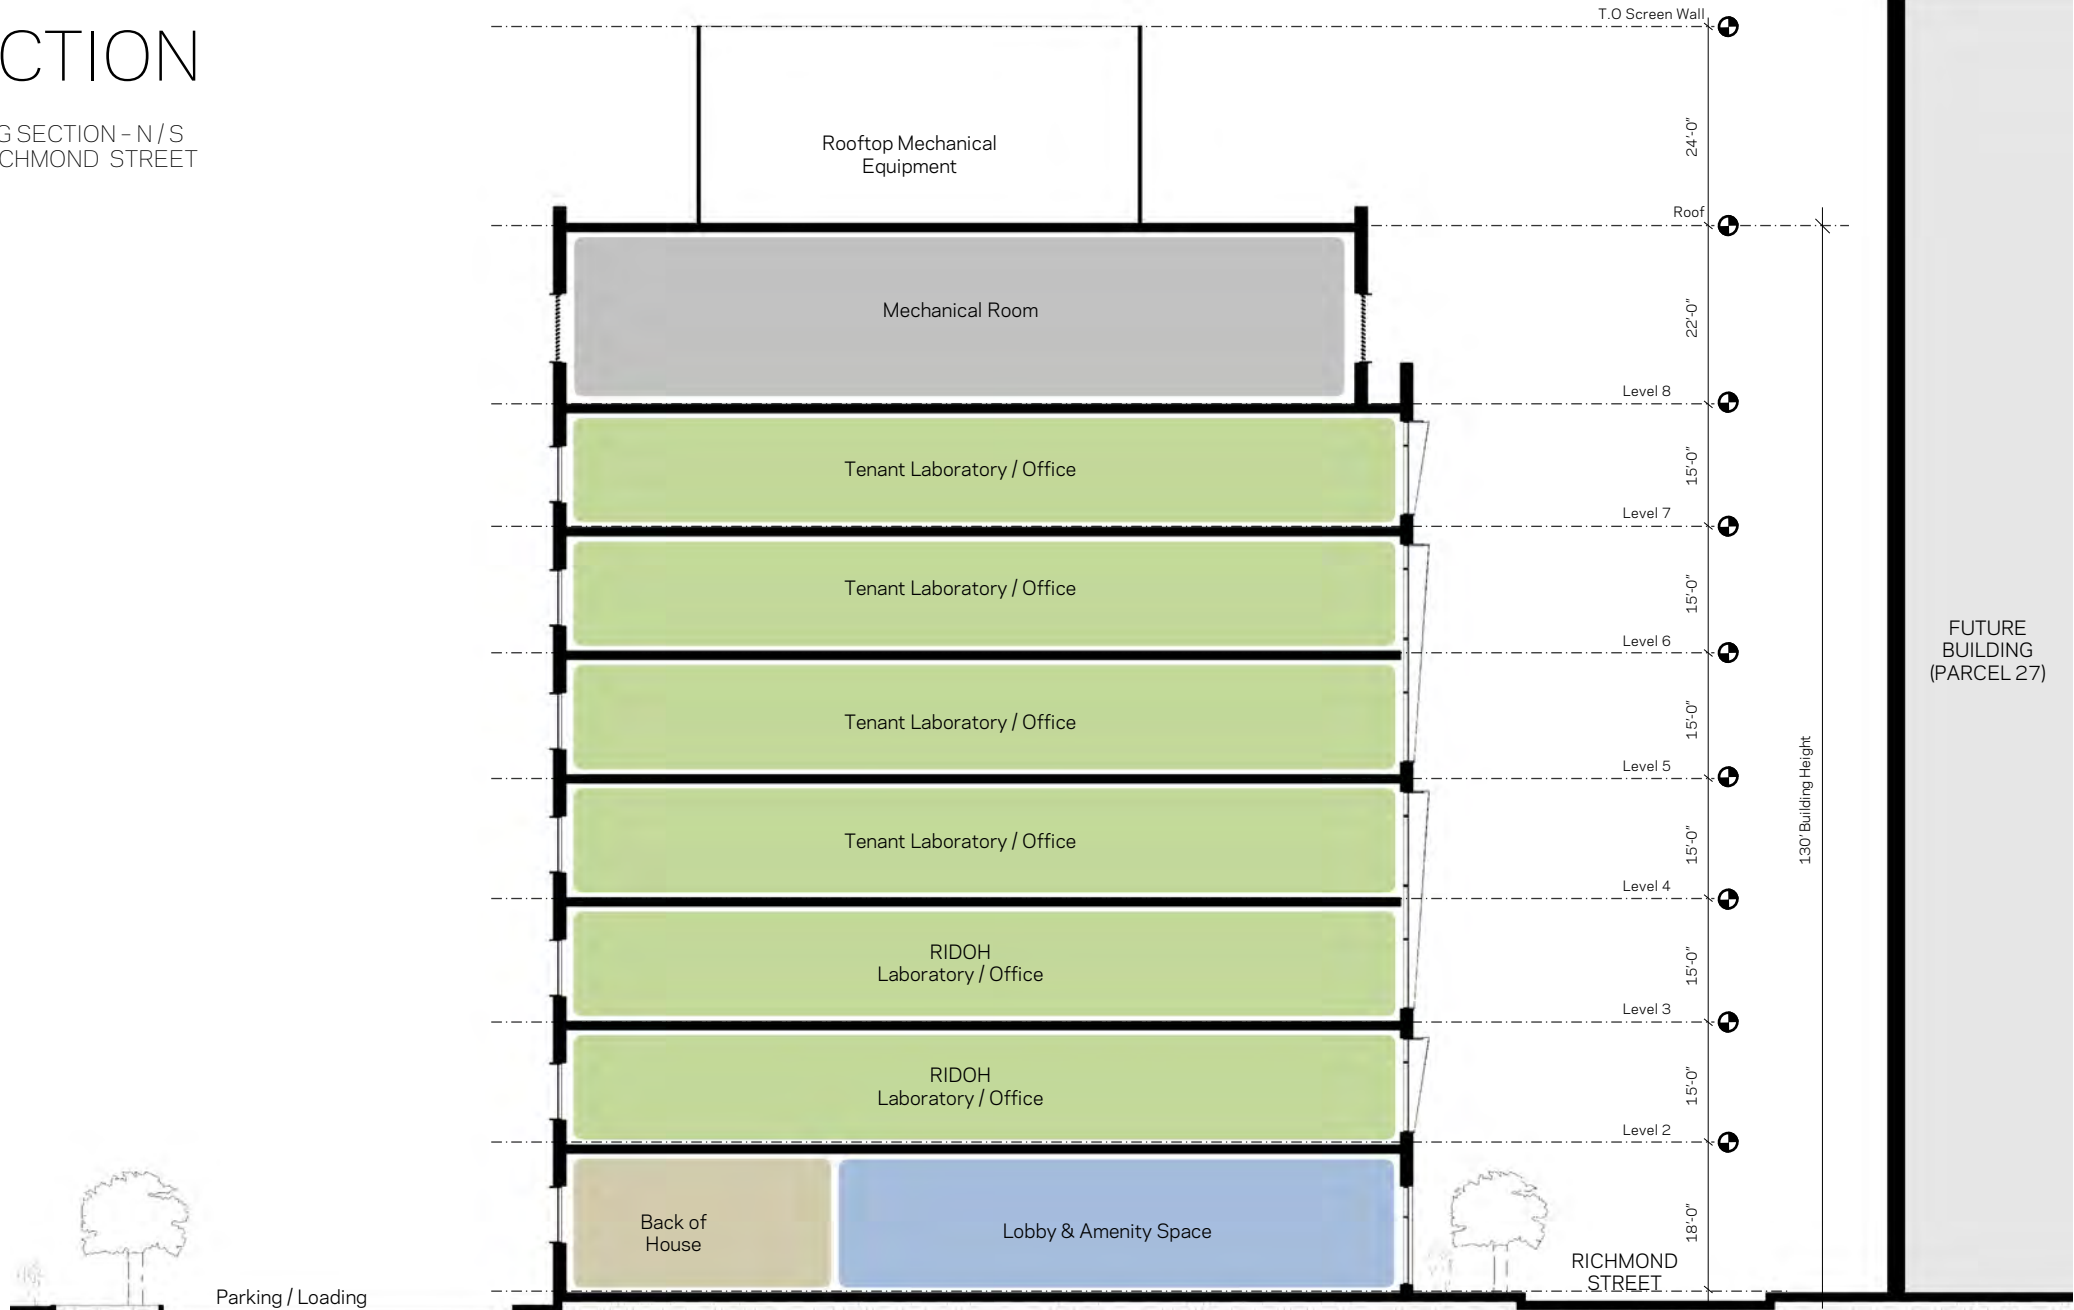 CTION
G SECTION – N / S
CHMOND STREET
T.O Screen Wall
24'-0"
Rooftop Mechanical
Equipment
Roof
22'-0"
Mechanical Room
Level 8
15'-0"
Tenant Laboratory / Office
Level 7
15'-0"
Tenant Laboratory / Office
Level 6
15'-0"
Tenant Laboratory / Office
Level 5
15'-0"
Tenant Laboratory / Office
Level 4
15'-0"
RIDOH
Laboratory / Office
Level 3
15'-0"
RIDOH
Laboratory / Office
Level 2
18'-0"
Back of
House
Lobby & Amenity Space
130' Building Height
FUTURE
BUILDING
(PARCEL 27)
RICHMOND
STREET
Parking / Loading